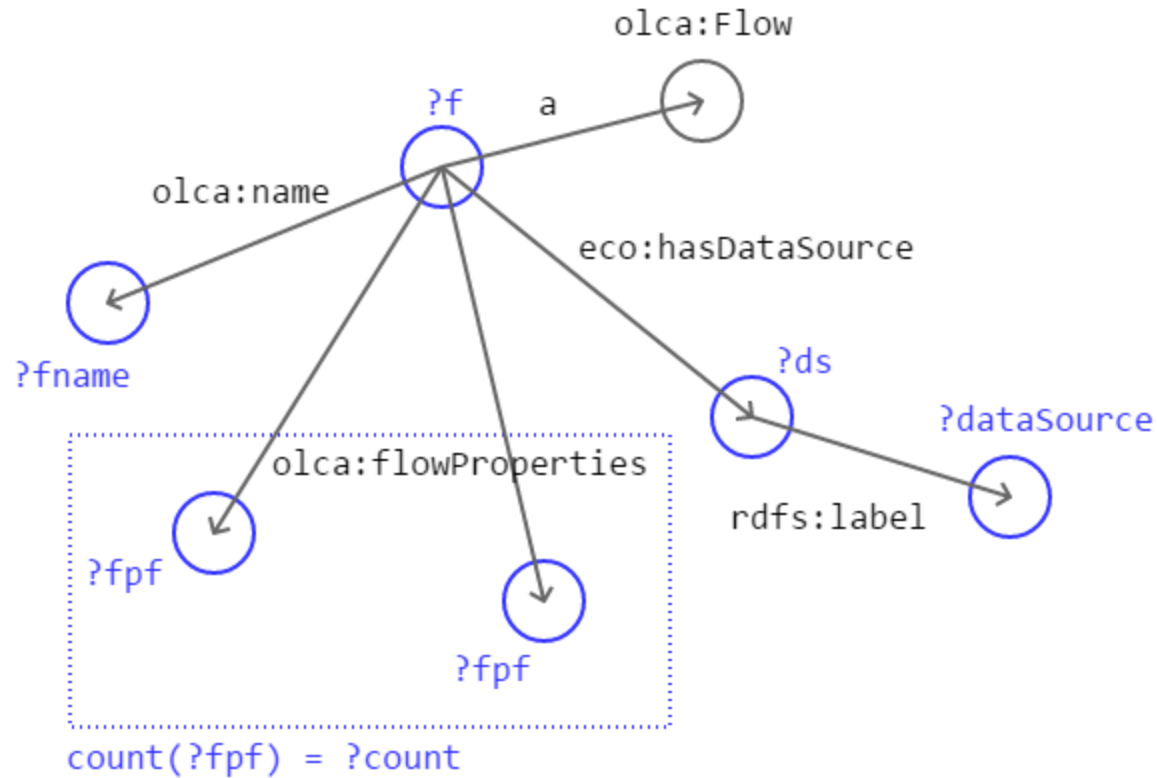 olca:Flow
?f
a
olca:name
eco:hasDataSource
?fname
?ds
?dataSource
olca:flowProperties
rdfs:label
?fpf
?fpf
count(?fpf) = ?count